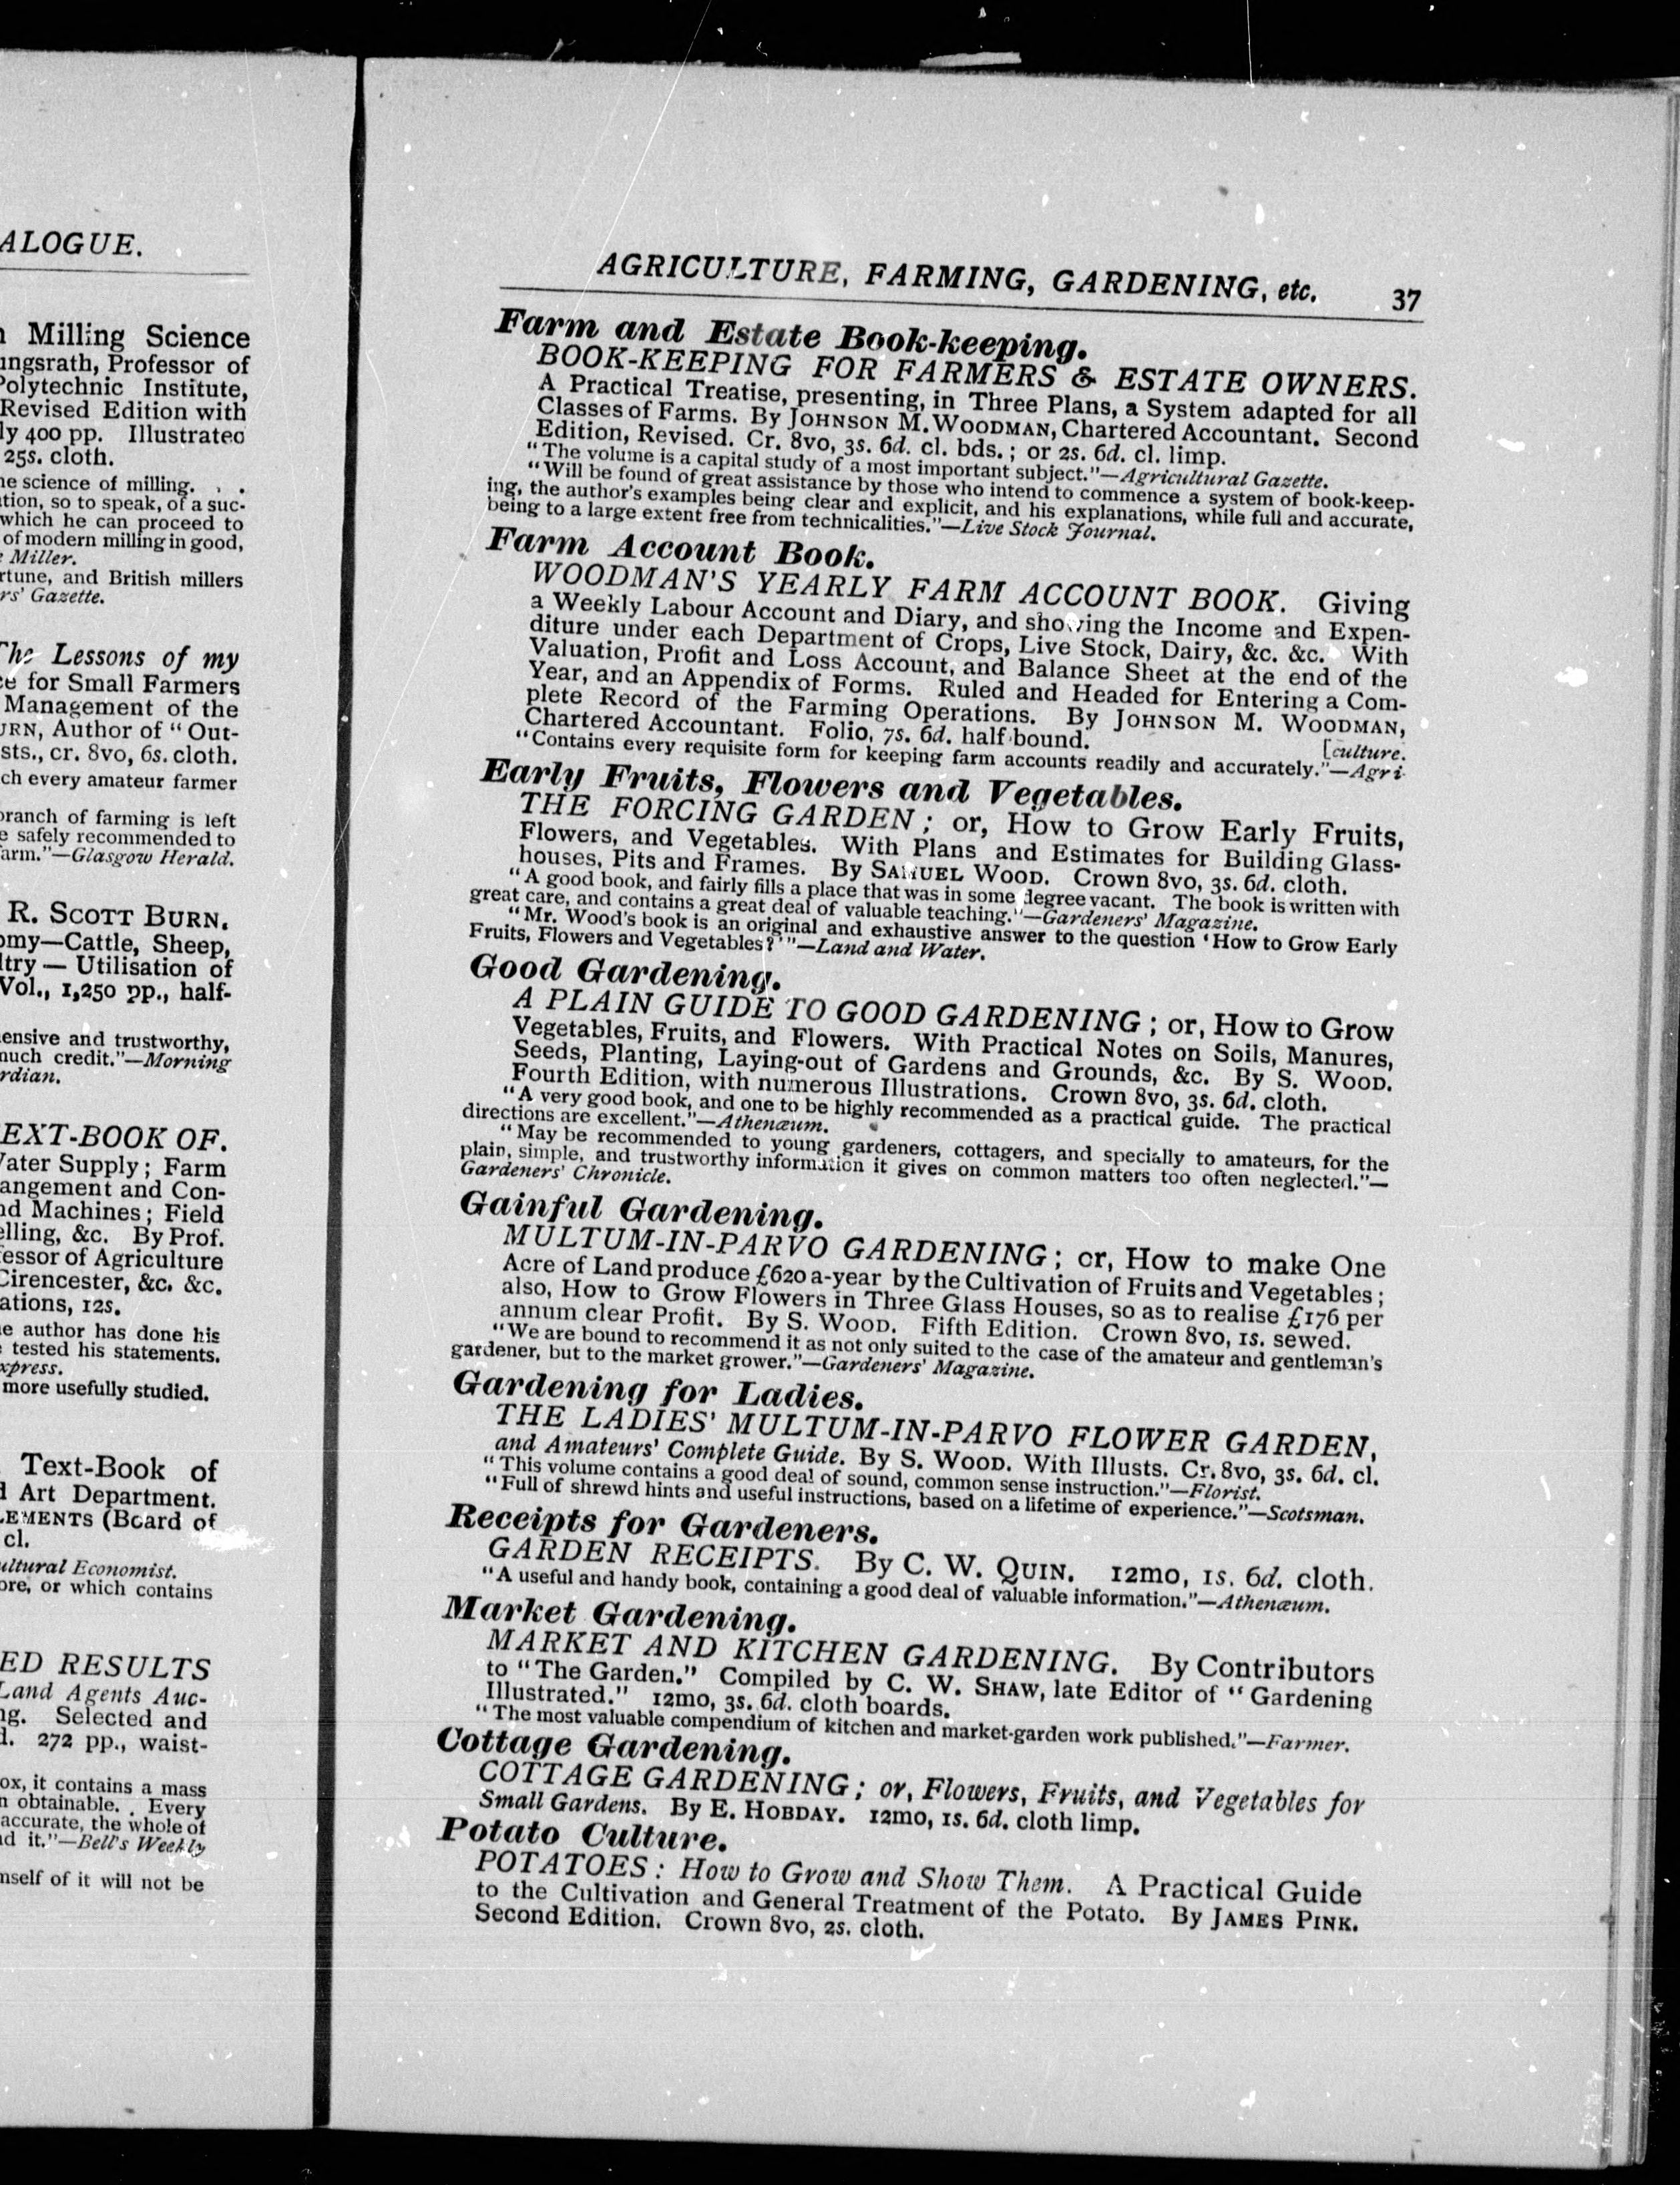 ALOGUE.
Milling Science
ungsrath, Professor of
Polytechnic Institute,
Revised Edition with
ly 400 pp. Illustrated
25s. cloth.
he science of milling. . .
ation, so to speak, of a suc-
which he can proceed to
of modern milling in good,
Miller.
rtune, and British millers
rs' Gazette.
The Lessons of my
ce for Small Farmers
Management of the
URN, Author of "Out-
sts., cr. 8vo, 6s. cloth.
ch every amateur farmer
branch of farming is left
e safely recommended to
farm."—Glasgow Herald.
R. SCOTT BURN.
omy—Cattle, Sheep,
ltry — Utilisation of
Vol., 1,250 pp., half-
ensive and trustworthy,
much credit."—Morning
rdian.
EXT-BOOK OF.
Water Supply; Farm
angement and Con-
nd Machines; Field
elling, &c. By Prof.
fessor of Agriculture
Cirencester, &c. &c.
ations, 12s.
e author has done his
tested his statements.
xpress.
more usefully studied.
Text-Book of
d Art Department.
LEMENTS (Board of
cl.
ultural Economist.
ore, or which contains
ED RESULTS
Land Agents Auc-
ng. Selected and
d. 272 pp., waist-
ox, it contains a mass
n obtainable. . Every
accurate, the whole of
nd it."—Bell's Weekly
mself of it will not be
AGRICULTURE, FARMING, GARDENING, etc. 37
Farm and Estate Book-keeping.
BOOK-KEEPING FOR FARMERS & ESTATE OWNERS.
A Practical Treatise, presenting, in Three Plans, a System adapted for all
Classes of Farms. By JOHNSON M. WOODMAN, Chartered Accountant. Second
Edition, Revised. Cr. 8vo, 3s. 6d. cl. bds.; or 2s. 6d. cl. limp.
"The volume is a capital study of a most important subject."—Agricultural Gazette.
"Will be found of great assistance by those who intend to commence a system of book-keep-
ing, the author's examples being clear and explicit, and his explanations, while full and accurate,
being to a large extent free from technicalities."—Live Stock Journal.
Farm Account Book.
WOODMAN'S YEARLY FARM ACCOUNT BOOK. Giving
a Weekly Labour Account and Diary, and showing the Income and Expen-
diture under each Department of Crops, Live Stock, Dairy, &c. &c. With
Valuation, Profit and Loss Account, and Balance Sheet at the end of the
Year, and an Appendix of Forms. Ruled and Headed for Entering a Com-
plete Record of the Farming Operations. By JOHNSON M. WOODMAN,
Chartered Accountant. Folio, 7s. 6d. half bound. [culture.
"Contains every requisite form for keeping farm accounts readily and accurately."—Agri-
Early Fruits, Flowers and Vegetables.
THE FORCING GARDEN; or, How to Grow Early Fruits,
Flowers, and Vegetables. With Plans and Estimates for Building Glass-
houses, Pits and Frames. By SAMUEL WOOD. Crown 8vo, 3s. 6d. cloth.
"A good book, and fairly fills a place that was in some degree vacant. The book is written with
great care, and contains a great deal of valuable teaching."—Gardeners' Magazine.
"Mr. Wood's book is an original and exhaustive answer to the question 'How to Grow Early
Fruits, Flowers and Vegetables?'"—Land and Water.
Good Gardening.
A PLAIN GUIDE TO GOOD GARDENING; or, How to Grow
Vegetables, Fruits, and Flowers. With Practical Notes on Soils, Manures,
Seeds, Planting, Laying-out of Gardens and Grounds, &c. By S. WOOD.
Fourth Edition, with numerous Illustrations. Crown 8vo, 3s. 6d. cloth.
"A very good book, and one to be highly recommended as a practical guide. The practical
directions are excellent."—Athenæum.
"May be recommended to young gardeners, cottagers, and specially to amateurs, for the
plain, simple, and trustworthy information it gives on common matters too often neglected."—
Gardeners' Chronicle.
Gainful Gardening.
MULTUM-IN-PARVO GARDENING; or, How to make One
Acre of Land produce £620 a-year by the Cultivation of Fruits and Vegetables;
also, How to Grow Flowers in Three Glass Houses, so as to realise £176 per
annum clear Profit. By S. WOOD. Fifth Edition. Crown 8vo, 1s. sewed.
"We are bound to recommend it as not only suited to the case of the amateur and gentleman's
gardener, but to the market grower."—Gardeners' Magazine.
Gardening for Ladies.
THE LADIES' MULTUM-IN-PARVO FLOWER GARDEN,
and Amateurs' Complete Guide. By S. WOOD. With Illusts. Cr. 8vo, 3s. 6d. cl.
"This volume contains a good deal of sound, common sense instruction."—Florist.
"Full of shrewd hints and useful instructions, based on a lifetime of experience."—Scotsman.
Receipts for Gardeners.
GARDEN RECEIPTS. By C. W. QUIN. 12mo, 1s. 6d. cloth.
"A useful and handy book, containing a good deal of valuable information."—Athenæum.
Market Gardening.
MARKET AND KITCHEN GARDENING. By Contributors
to "The Garden." Compiled by C. W. SHAW, late Editor of "Gardening
Illustrated." 12mo, 3s. 6d. cloth boards.
"The most valuable compendium of kitchen and market-garden work published."—Farmer.
Cottage Gardening.
COTTAGE GARDENING; or, Flowers, Fruits, and Vegetables for
Small Gardens. By E. HOBDAY. 12mo, 1s. 6d. cloth limp.
Potato Culture.
POTATOES: How to Grow and Show Them. A Practical Guide
to the Cultivation and General Treatment of the Potato. By JAMES PINK.
Second Edition. Crown 8vo, 2s. cloth.